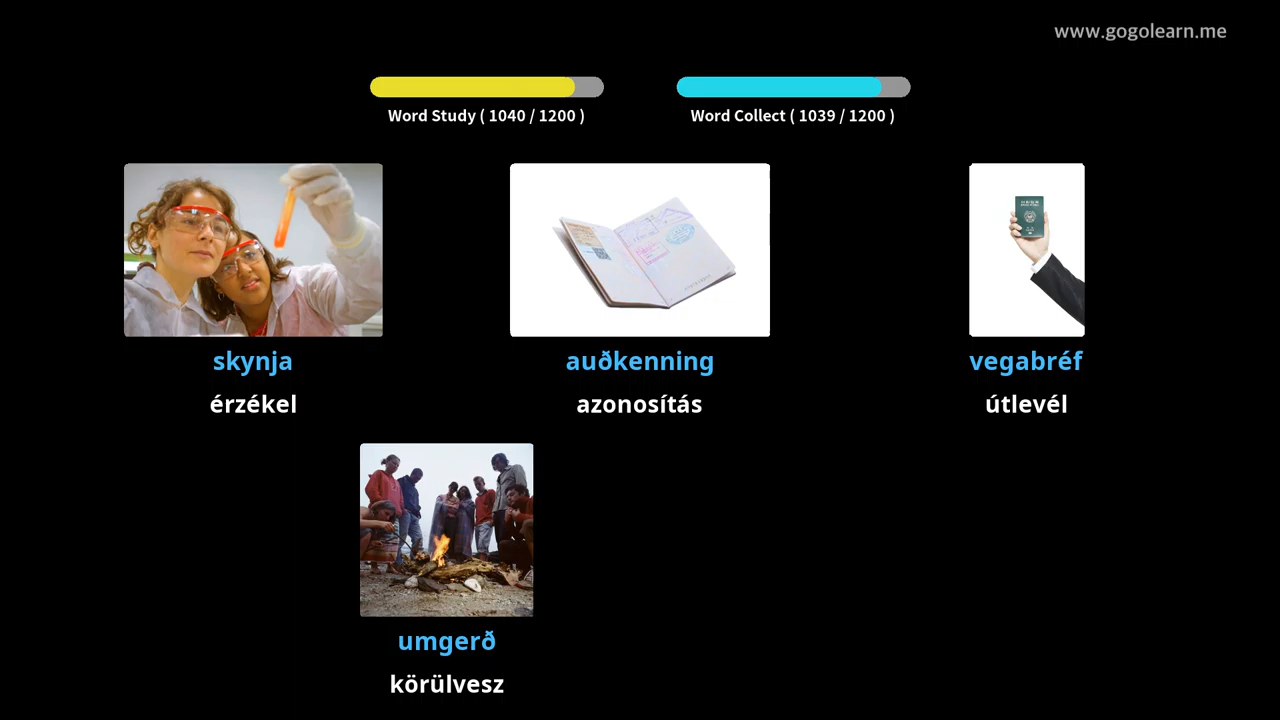 www.gogolearn.me
Word Study ( 1040 / 1200 )
Word Collect ( 1039 / 1200 )
skynja
auðkenning
vegabréf
érzékel
azonosítás
útlevél
umgerð
körülvesz